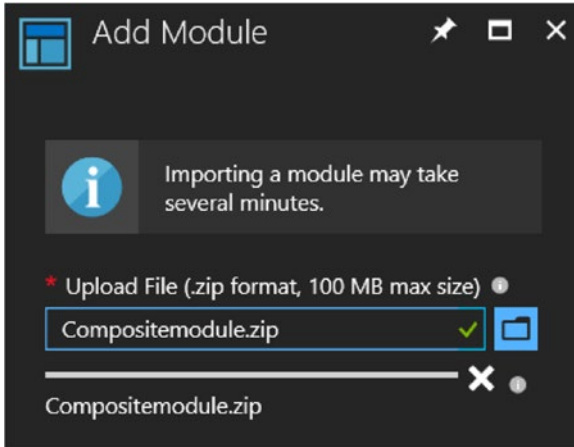 Add Module
Importing a module may take
several minutes.
* Upload File (.zip format, 100 MB max size)
Compositemodule.zip
Compositemodule.zip